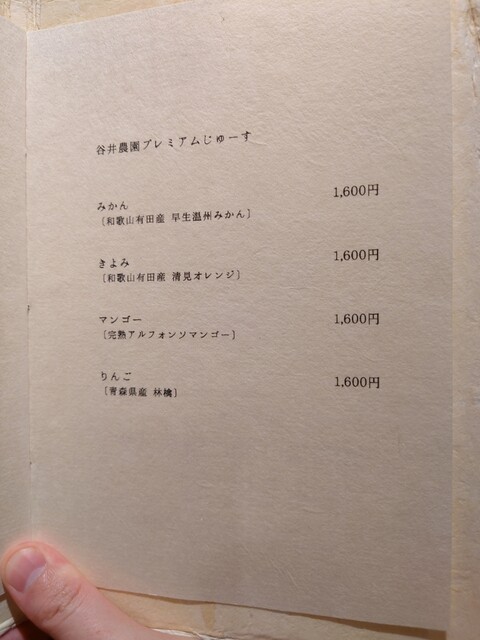 谷井農園プレミアムじゅーす
みかん 1,600円
〔和歌山有田産 早生温州みかん〕
きよみ 1,600円
〔和歌山有田産 清見オレンジ〕
マンゴー 1,600円
〔完熟アルフォンソマンゴー〕
りんご 1,600円
〔青森県産 林檎〕